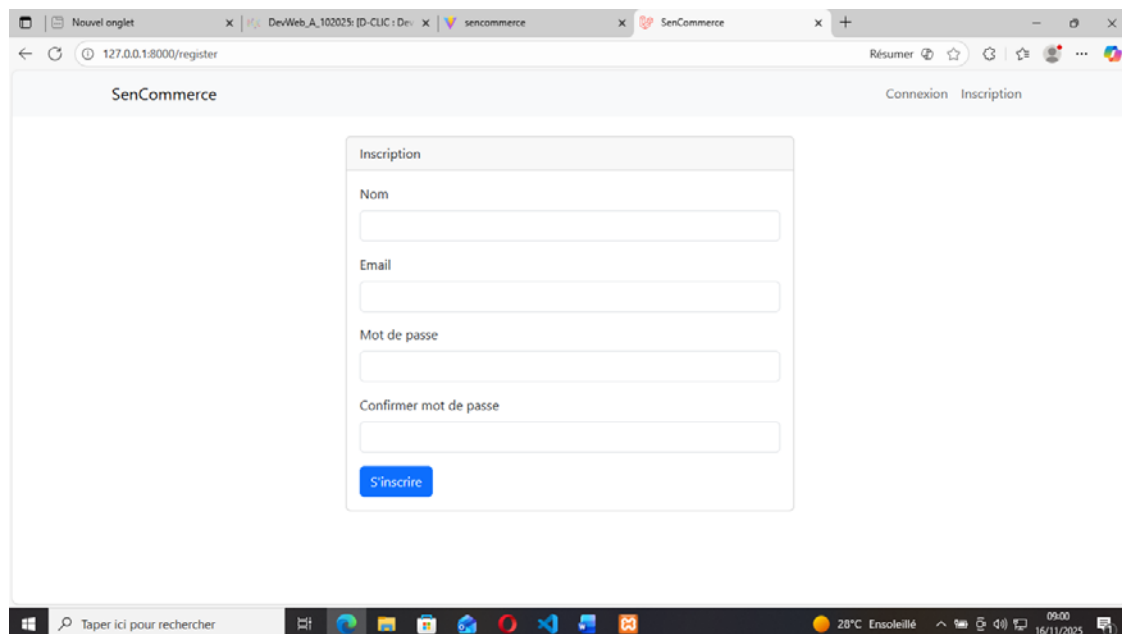 Nouvel onglet
DevWeb_A_102025: [D-CLIC : Dev
sencommerce
SenCommerce
127.0.0.1:8000/register
Résumer
SenCommerce
Connexion Inscription
Inscription
Nom
Email
Mot de passe
Confirmer mot de passe
S'inscrire
Taper ici pour rechercher
28°C Ensoleillé
09:00
16/11/2025